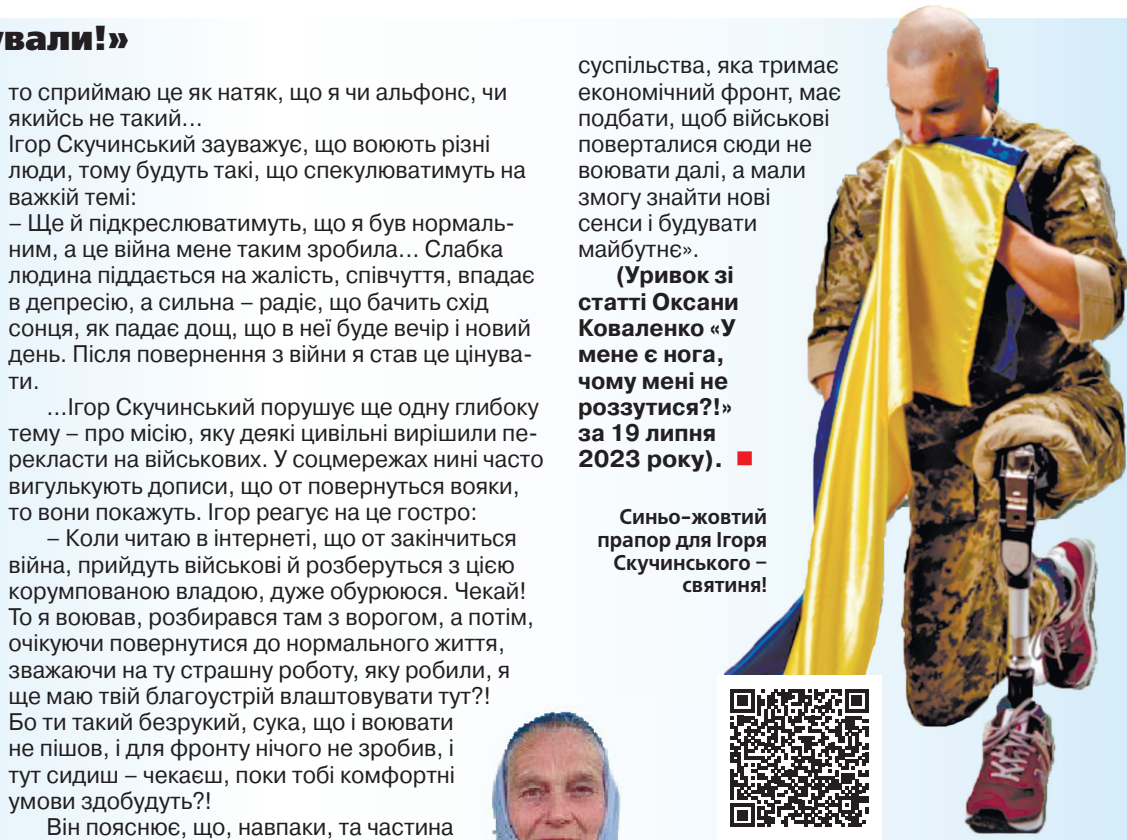 ували!»
то сприймаю це як натяк, що я чи альфонс, чи
якийсь не такий…
Ігор Скучинський зауважує, що воюють різні
люди, тому будуть такі, що спекулюватимуть на
важкій темі:
– Ще й підкреслюватимуть, що я був нормаль-
ним, а це війна мене таким зробила… Слабка
людина піддається на жалість, співчуття, впадає
в депресію, а сильна – радіє, що бачить схід
сонця, як падає дощ, що в неї буде вечір і новий
день. Після повернення з війни я став це цінува-
ти.
…Ігор Скучинський порушує ще одну глибоку
тему – про місію, яку деякі цивільні вирішили пе-
рекласти на військових. У соцмережах нині часто
вигулькують дописи, що от повернуться вояки,
то вони покажуть. Ігор реагує на це гостро:
– Коли читаю в інтернеті, що от закінчиться
війна, прийдуть військові й розберуться з цією
корумпованою владою, дуже обурююся. Чекай!
То я воював, розбирався там з ворогом, а потім,
очікуючи повернутися до нормального життя,
зважаючи на ту страшну роботу, яку робили, я
ще маю твій благоустрій влаштовувати тут?!
Бо ти такий безрукий, сука, що і воювати
не пішов, і для фронту нічого не зробив, і
тут сидиш – чекаєш, поки тобі комфортні
умови здобудуть?!
Він пояснює, що, навпаки, та частина
суспільства, яка тримає
економічний фронт, має
подбати, щоб військові
поверталися сюди не
воювати далі, а мали
змогу знайти нові
сенси і будувати
майбутнє».
(Уривок зі
статті Оксани
Коваленко «У
мене є нога,
чому мені не
роззутися?!»
за 19 липня
2023 року).
Синьо-жовтий
прапор для Ігоря
Скучинського –
святиня!